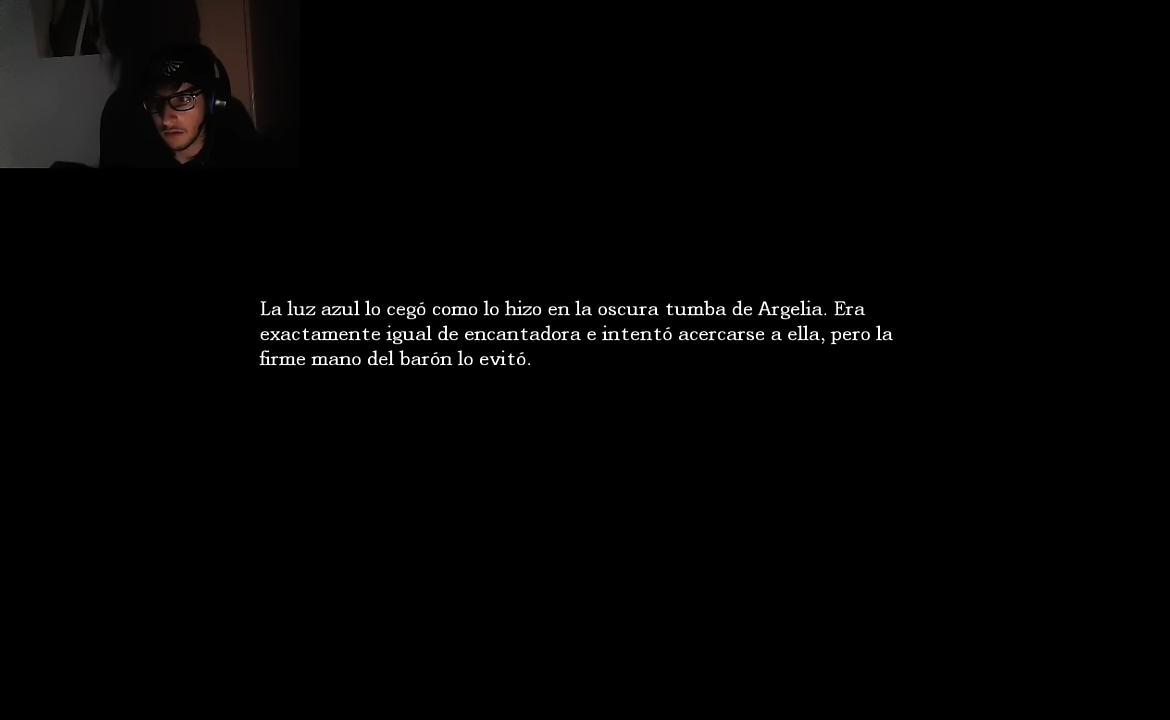 La luz azul lo cegó como lo hizo en la oscura tumba de Argelia. Era
exactamente igual de encantadora e intentó acercarse a ella, pero la
firme mano del barón lo evitó.